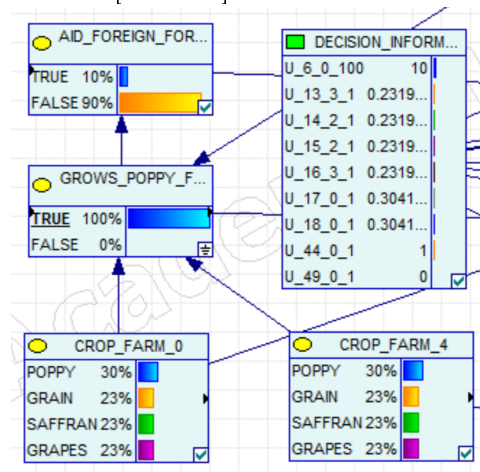 AID_FOREIGN_FOR...
TRUE 10%
FALSE 90%
GROWS_POPPY_F...
TRUE 100%
FALSE 0%
DECISION_INFORM...
U_6_0_100 10
U_13_3_1 0.2319...
U_14_2_1 0.2319...
U_15_2_1 0.2319...
U_16_3_1 0.2319...
U_17_0_1 0.3041...
U_18_0_1 0.3041...
U_44_0_1 1
U_49_0_1 0
CROP_FARM_0
POPPY 30%
GRAIN 23%
SAFFRAN 23%
GRAPES 23%
CROP_FARM_4
POPPY 30%
GRAIN 23%
SAFFRAN 23%
GRAPES 23%